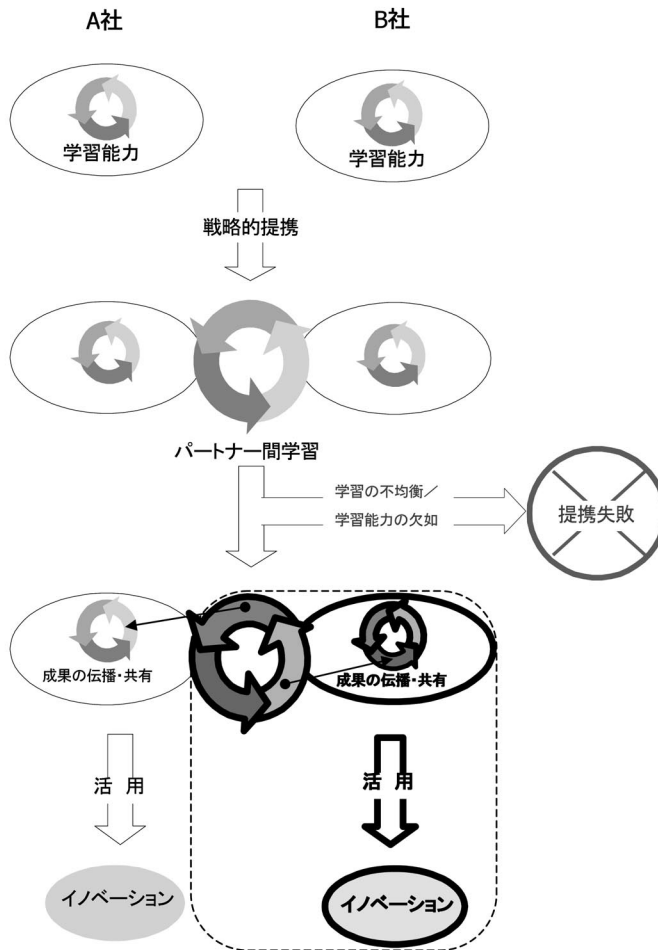 A社
B社
学習能力
学習能力
戦略的提携
パートナー間学習
学習の不均衡／
学習能力の欠如
提携失敗
成果の伝播・共有
成果の伝播・共有
活 用
活 用
イノベーション
イノベーション